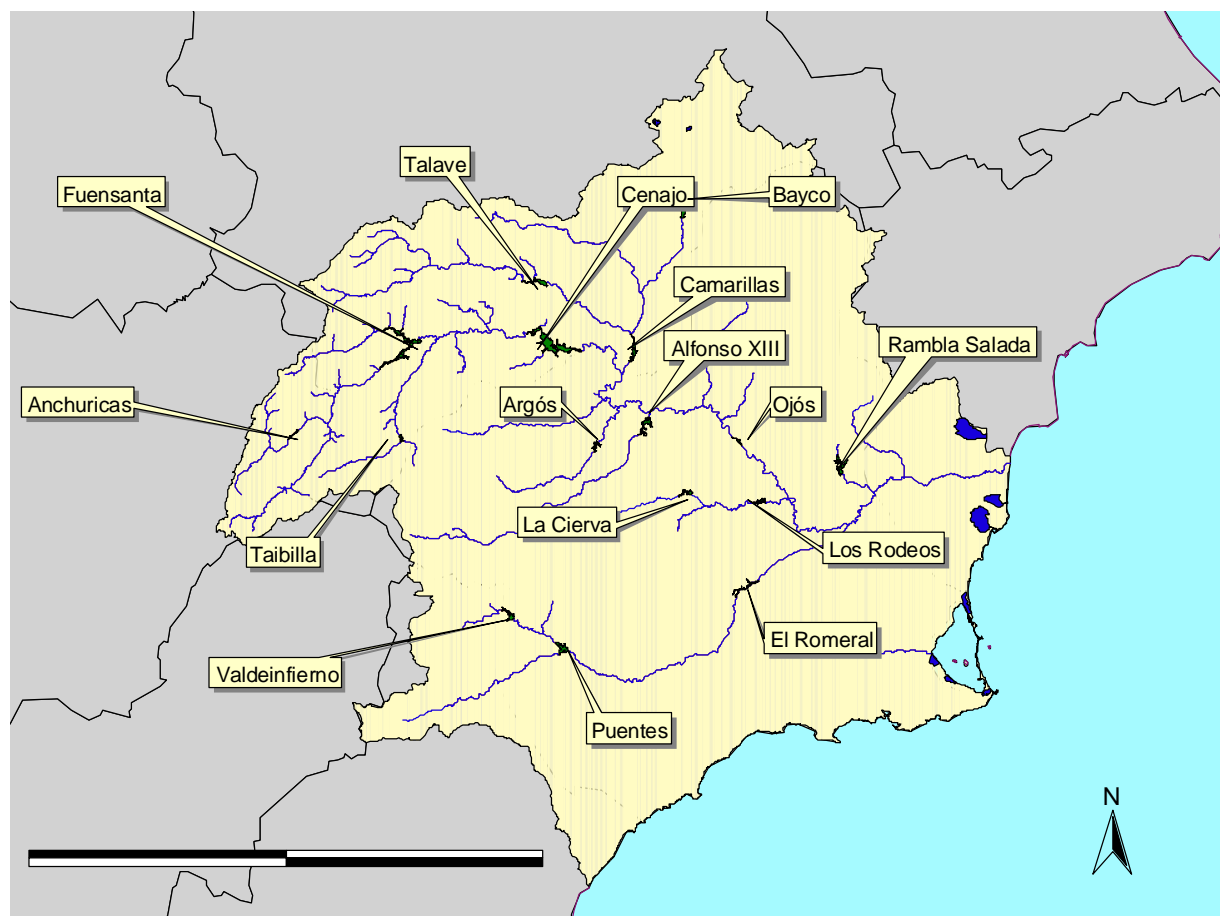 Talave
Fuensanta
Cenajo
Bayco
Camarillas
Alfonso XIII
Rambla Salada
Anchuricas
Argós
Ojós
La Cierva
Taibilla
Los Rodeos
El Romeral
Valdeinfierno
Puentes
N